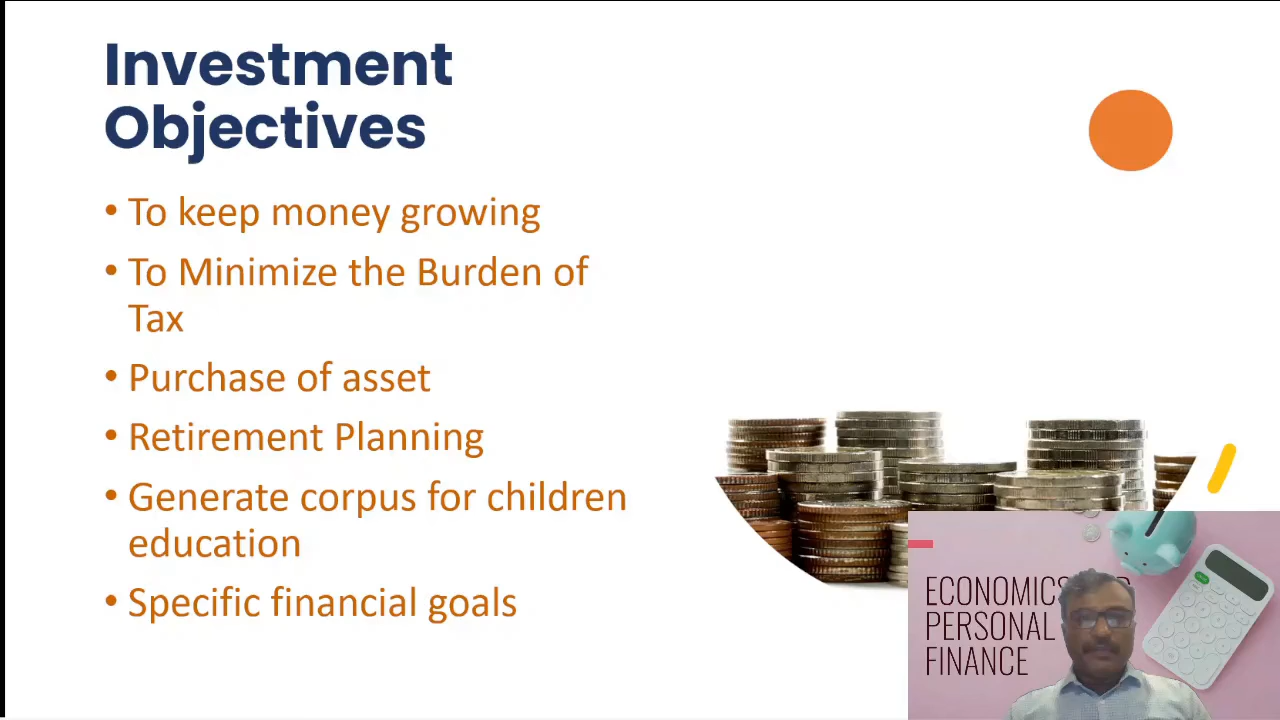 Investment
Objectives
• To keep money growing
• To Minimize the Burden of
Tax
• Purchase of asset
• Retirement Planning
• Generate corpus for children
education
• Specific financial goals
ECONOMICS
PERSONAL
FINANCE